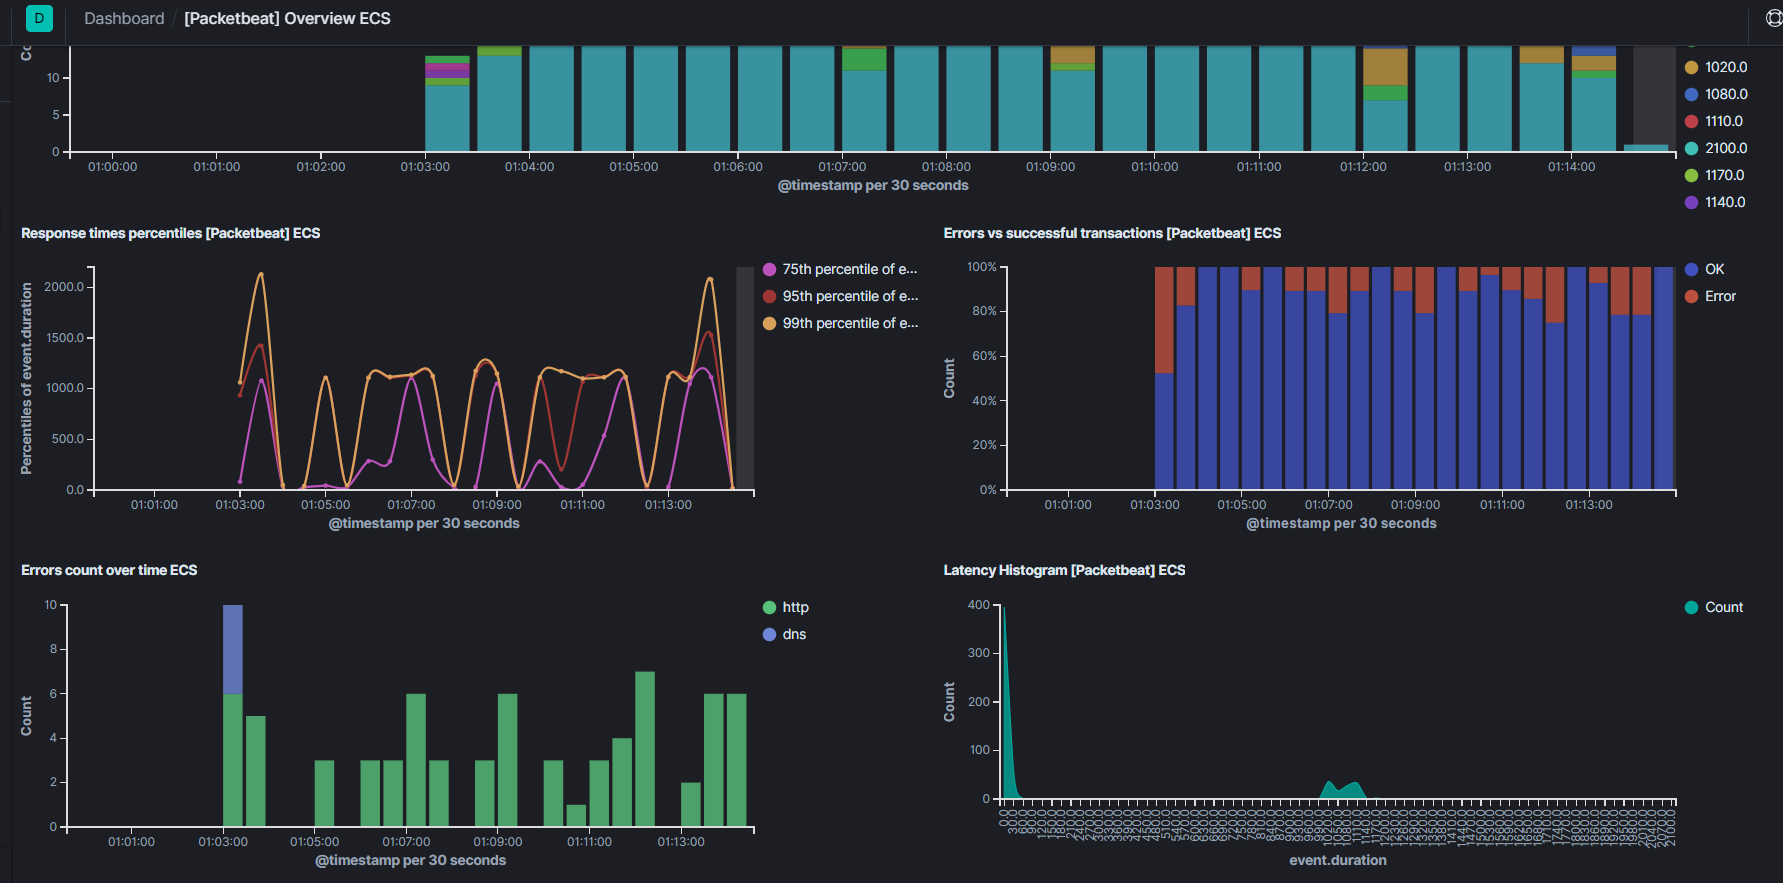 D Dashboard / [Packetbeat] Overview ECS
10
5
0
01:00:00 01:01:00 01:02:00 01:03:00 01:04:00 01:05:00 01:06:00 01:07:00 01:08:00 01:09:00 01:10:00 01:11:00 01:12:00 01:13:00 01:14:00
@timestamp per 30 seconds
1020.0
1080.0
1110.0
2100.0
1170.0
1140.0
Response times percentiles [Packetbeat] ECS
Percentiles of event.duration
2000.0
1500.0
1000.0
500.0
0.0
01:01:00 01:03:00 01:05:00 01:07:00 01:09:00 01:11:00 01:13:00
@timestamp per 30 seconds
75th percentile of e...
95th percentile of e...
99th percentile of e...
Errors vs successful transactions [Packetbeat] ECS
Count
100%
80%
60%
40%
20%
0%
01:01:00 01:03:00 01:05:00 01:07:00 01:09:00 01:11:00 01:13:00
@timestamp per 30 seconds
OK
Error
Errors count over time ECS
Count
10
8
6
4
2
0
01:01:00 01:03:00 01:05:00 01:07:00 01:09:00 01:11:00 01:13:00
@timestamp per 30 seconds
http
dns
Latency Histogram [Packetbeat] ECS
Count
400
300
200
100
0
event.duration
Count